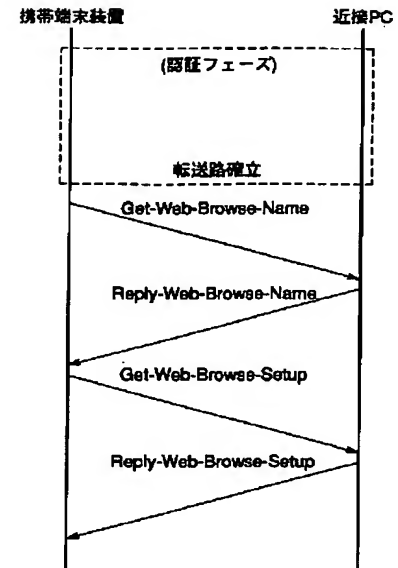 携帯端末装置
近接PC
(認証フェーズ)
転送路確立
Get-Web-Browse-Name
Reply-Web-Browse-Name
Get-Web-Browse-Setup
Reply-Web-Browse-Setup